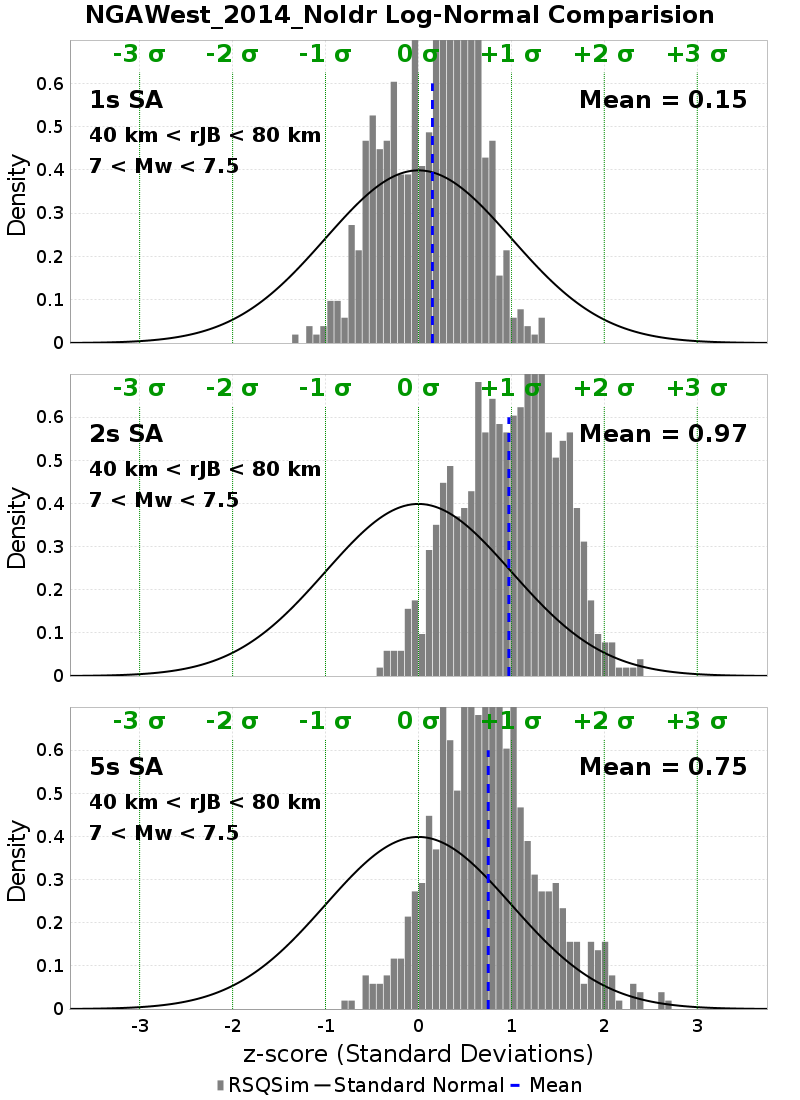 NGAWest_2014_NoIdr Log-Normal Comparision
-3 σ -2 σ -1 σ 0 σ +1 σ +2 σ +3 σ
1s SA Mean = 0.15
40 km < rJB < 80 km
7 < Mw < 7.5
Density
0.6
0.5
0.4
0.3
0.2
0.1
0
-3 σ -2 σ -1 σ 0 σ +1 σ +2 σ +3 σ
2s SA Mean = 0.97
40 km < rJB < 80 km
7 < Mw < 7.5
Density
0.6
0.5
0.4
0.3
0.2
0.1
0
-3 σ -2 σ -1 σ 0 σ +1 σ +2 σ +3 σ
5s SA Mean = 0.75
40 km < rJB < 80 km
7 < Mw < 7.5
Density
0.6
0.5
0.4
0.3
0.2
0.1
0
-3 -2 -1 0 1 2 3
z-score (Standard Deviations)
RSQSim Standard Normal Mean